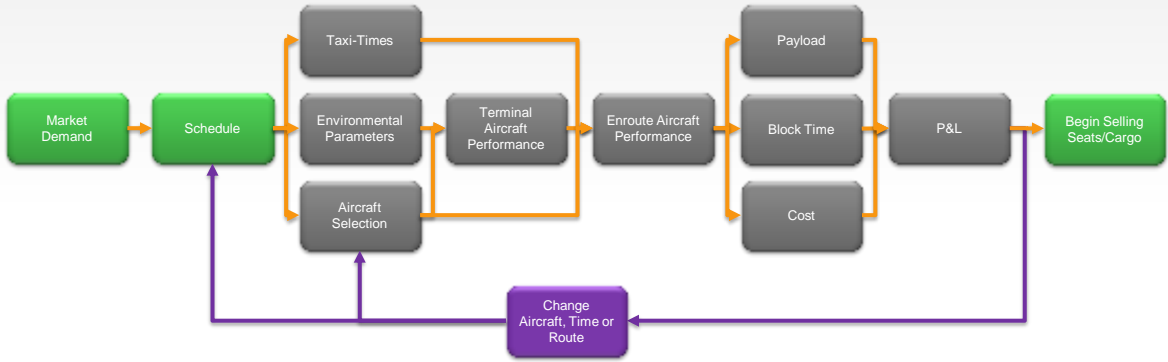 Market
Demand
Schedule
Taxi-Times
Environmental
Parameters
Aircraft
Selection
Terminal
Aircraft
Performance
Enroute Aircraft
Performance
Payload
Block Time
Cost
P&L
Begin Selling
Seats/Cargo
Change
Aircraft, Time or
Route